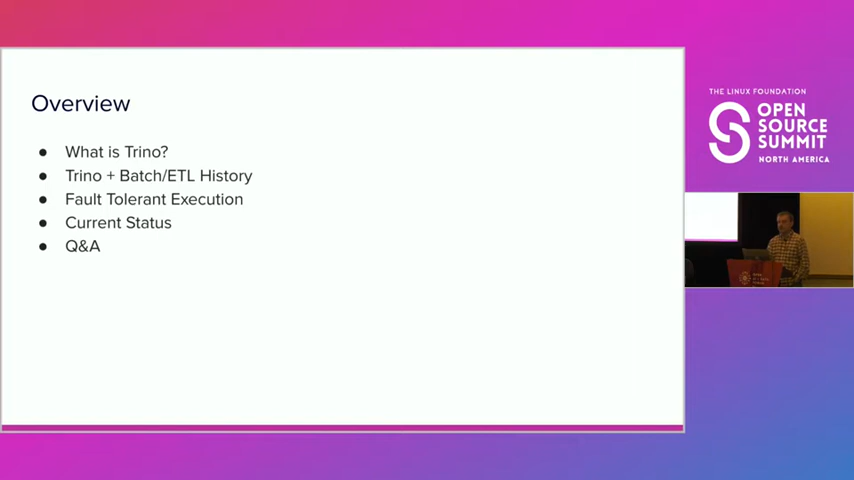 Overview
● What is Trino?
● Trino + Batch/ETL History
● Fault Tolerant Execution
● Current Status
● Q&A
THE LINUX FOUNDATION
OPEN
SOURCE
SUMMIT
NORTH AMERICA